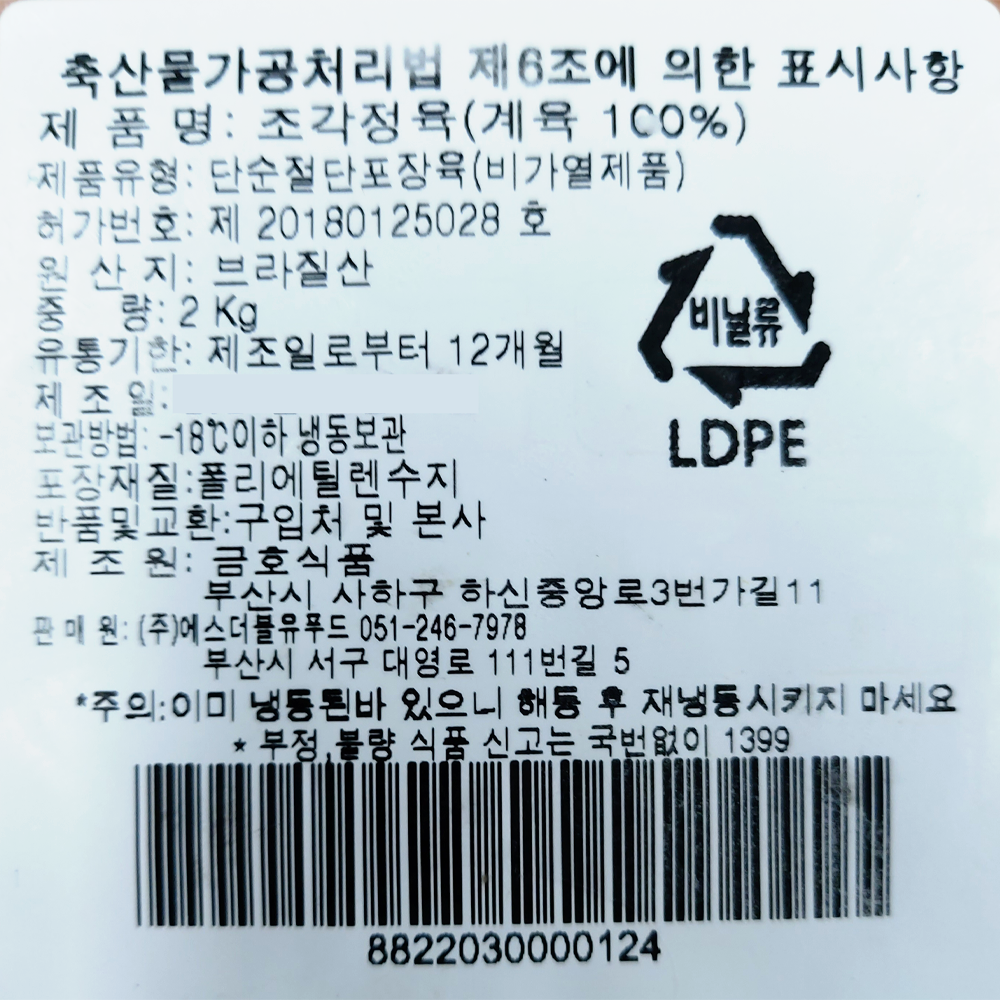 축산물가공처리법 제6조에 의한 표시사항
제 품 명: 조각정육(계육 100%)
제품유형: 단순절단포장육(비가열제품)
허가번호: 제 20180125028 호
원 산 지: 브라질산
중 량: 2 Kg
유통기한: 제조일로부터 12개월
제 조 일:
보관방법: -18℃이하 냉동보관
포장재질:폴리에틸렌수지
반품및교환:구입처 및 본사
제 조 원: 금호식품
부산시 사하구 하신중앙로3번가길11
판 매 원: (주)에스더블유푸드 051-246-7978
부산시 서구 대영로 111번길 5
*주의:이미 냉동된바 있으니 해동 후 재냉동시키지 마세요
* 부정,불량 식품 신고는 국번없이 1399
비닐류
LDPE
8822030000124